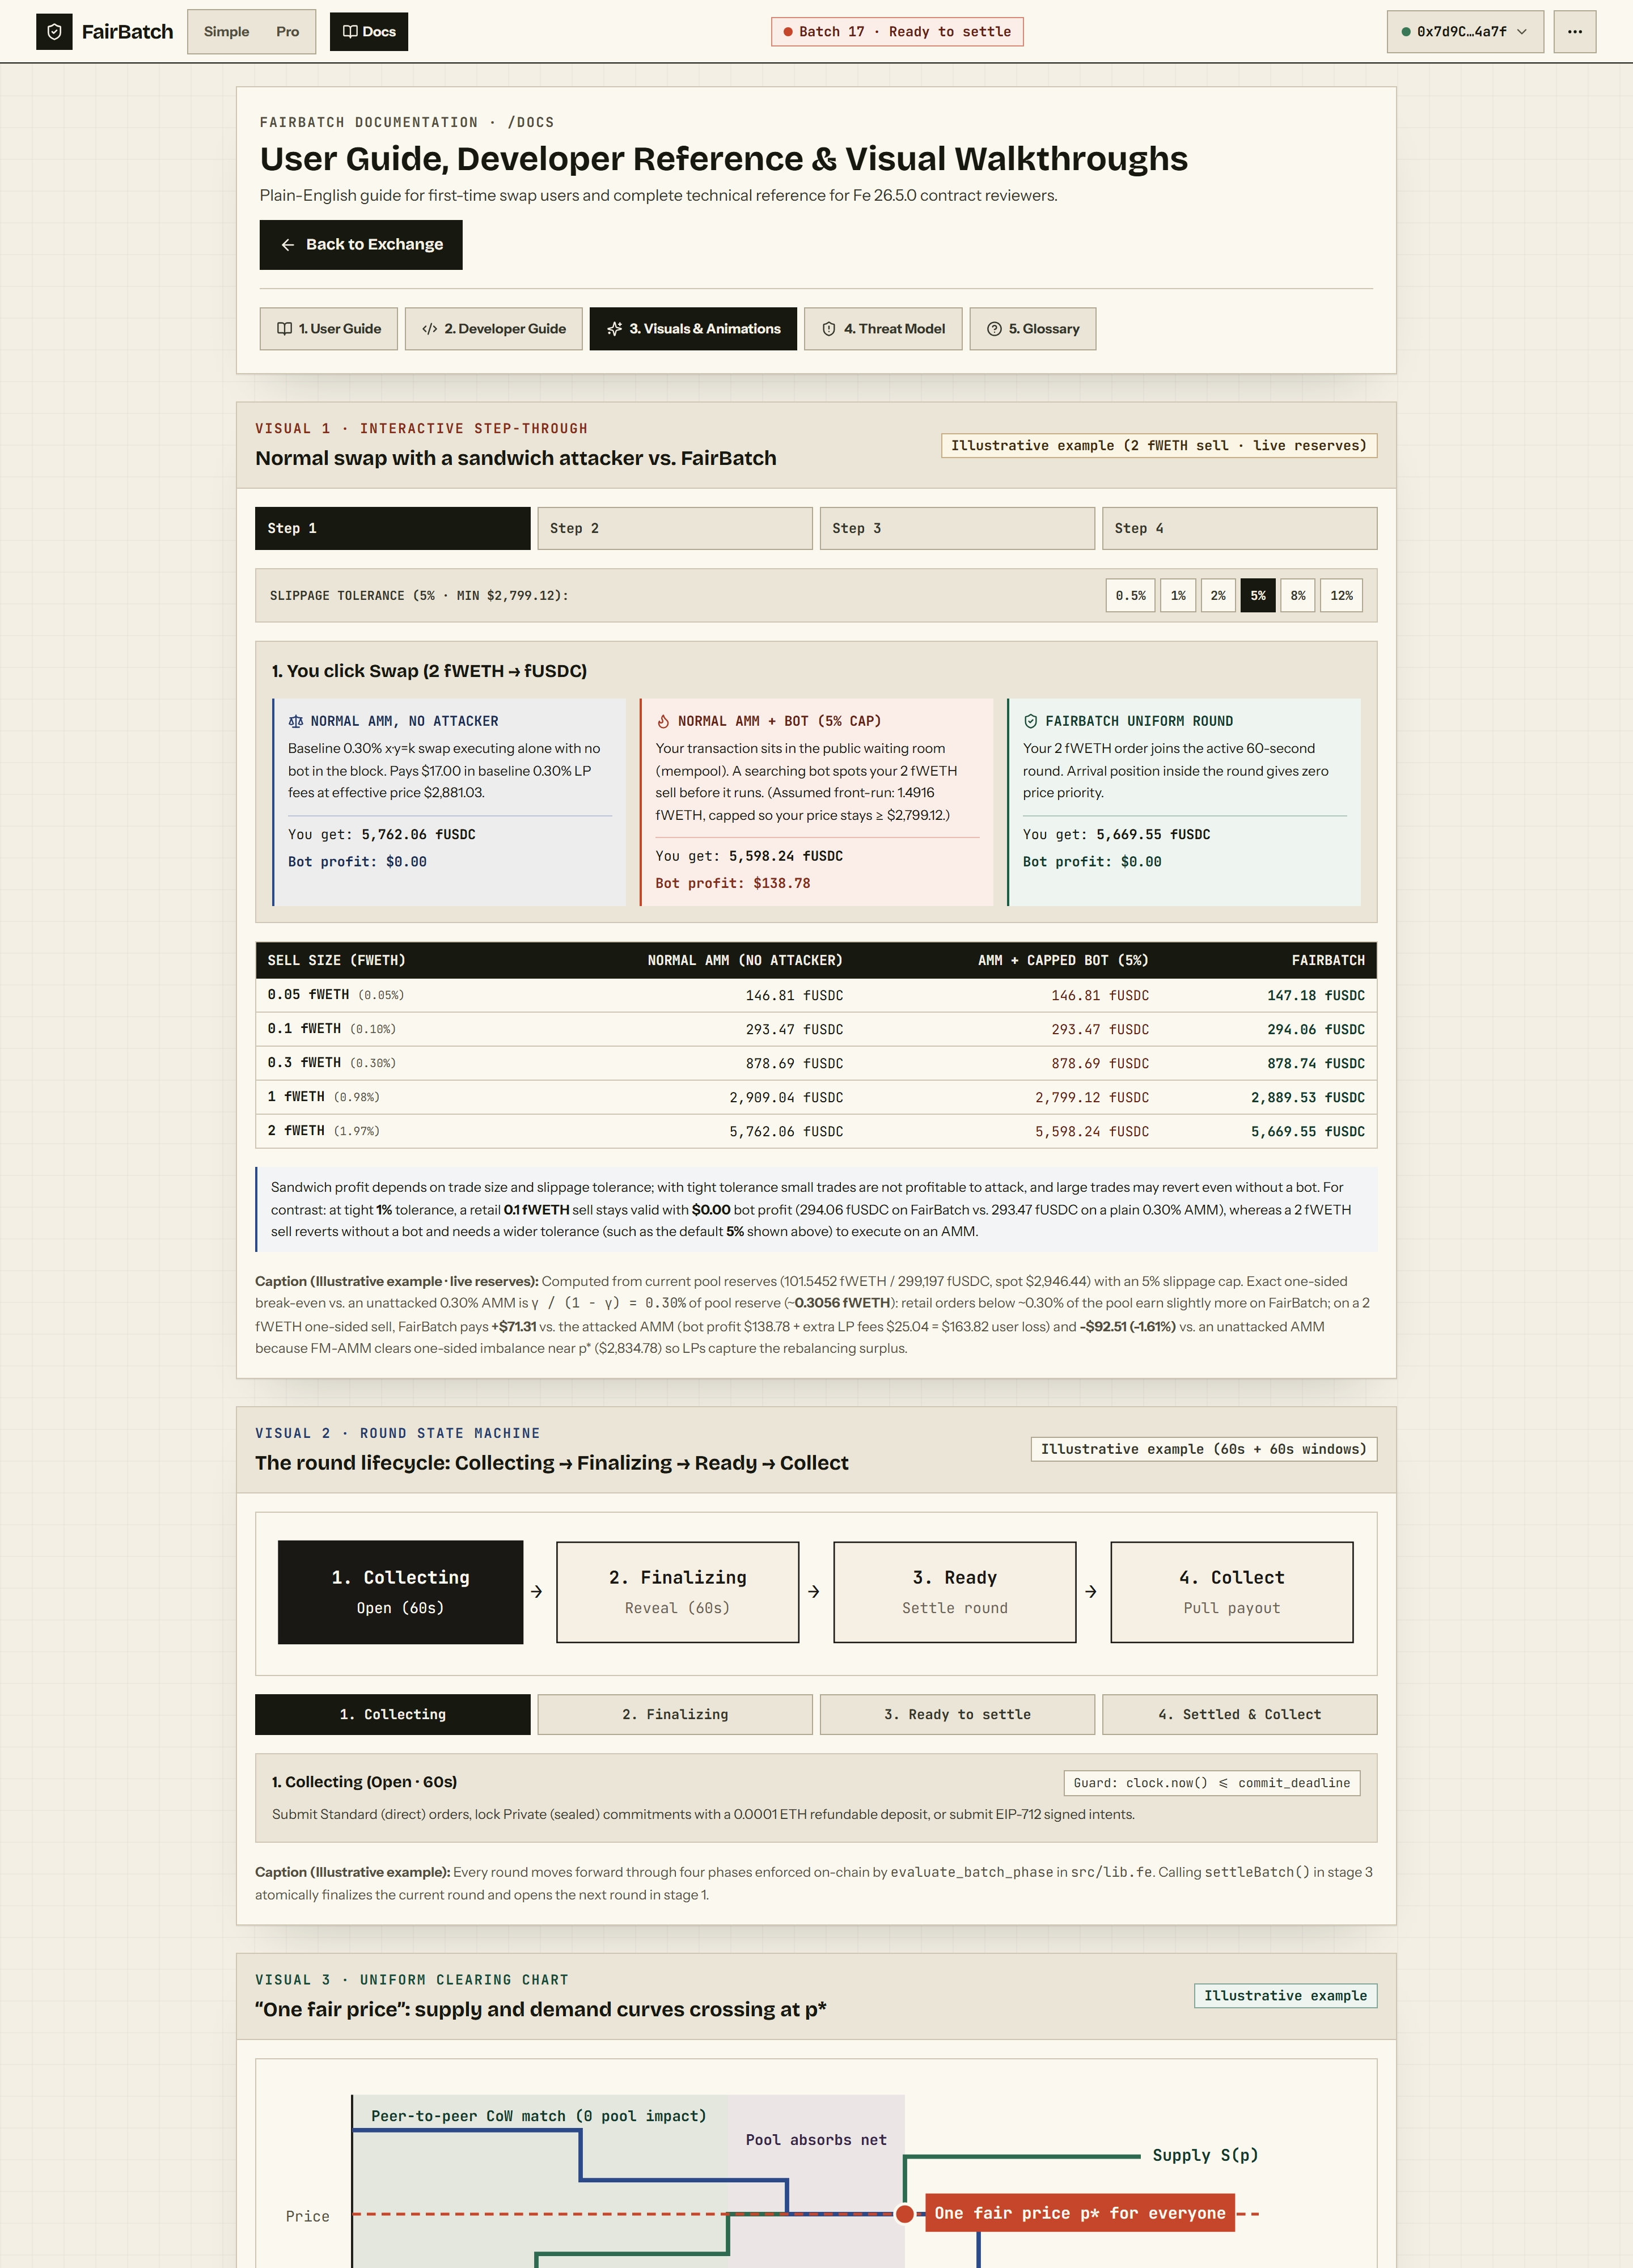 FairBatch
Simple Pro
Docs
Batch 17 · Ready to settle
0x7d9C…4a7f
FAIRBATCH DOCUMENTATION · /DOCS
User Guide, Developer Reference & Visual Walkthroughs
Plain-English guide for first-time swap users and complete technical reference for Fe 26.5.0 contract reviewers.
Back to Exchange
1. User Guide
2. Developer Guide
3. Visuals & Animations
4. Threat Model
5. Glossary
VISUAL 1 · INTERACTIVE STEP-THROUGH
Normal swap with a sandwich attacker vs. FairBatch
Illustrative example (2 fWETH sell · live reserves)
Step 1
Step 2
Step 3
Step 4
SLIPPAGE TOLERANCE (5% · MIN $2,799.12):
0.5% 1% 2% 5% 8% 12%
1. You click Swap (2 fWETH → fUSDC)
NORMAL AMM, NO ATTACKER
Baseline 0.30% x·y=k swap executing alone with no
bot in the block. Pays $17.00 in baseline 0.30% LP
fees at effective price $2,881.03.
You get: 5,762.06 fUSDC
Bot profit: $0.00
NORMAL AMM + BOT (5% CAP)
Your transaction sits in the public waiting room
(mempool). A searching bot spots your 2 fWETH
sell before it runs. (Assumed front-run: 1.4916
fWETH, capped so your price stays ≥ $2,799.12.)
You get: 5,598.24 fUSDC
Bot profit: $138.78
FAIRBATCH UNIFORM ROUND
Your 2 fWETH order joins the active 60-second
round. Arrival position inside the round gives zero
price priority.
You get: 5,669.55 fUSDC
Bot profit: $0.00
SELL SIZE (FWETH) NORMAL AMM (NO ATTACKER) AMM + CAPPED BOT (5%) FAIRBATCH
0.05 fWETH (0.05%) 146.81 fUSDC 146.81 fUSDC 147.18 fUSDC
0.1 fWETH (0.10%) 293.47 fUSDC 293.47 fUSDC 294.06 fUSDC
0.3 fWETH (0.30%) 878.69 fUSDC 878.69 fUSDC 878.74 fUSDC
1 fWETH (0.98%) 2,909.04 fUSDC 2,799.12 fUSDC 2,889.53 fUSDC
2 fWETH (1.97%) 5,762.06 fUSDC 5,598.24 fUSDC 5,669.55 fUSDC
Sandwich profit depends on trade size and slippage tolerance; with tight tolerance small trades are not profitable to attack, and large trades may revert even without a bot. For
contrast: at tight 1% tolerance, a retail 0.1 fWETH sell stays valid with $0.00 bot profit (294.06 fUSDC on FairBatch vs. 293.47 fUSDC on a plain 0.30% AMM), whereas a 2 fWETH
sell reverts without a bot and needs a wider tolerance (such as the default 5% shown above) to execute on an AMM.
Caption (Illustrative example · live reserves): Computed from current pool reserves (101.5452 fWETH / 299,197 fUSDC, spot $2,946.44) with an 5% slippage cap. Exact one-sided
break-even vs. an unattacked 0.30% AMM is γ / (1 - γ) = 0.30% of pool reserve (~0.3056 fWETH): retail orders below ~0.30% of the pool earn slightly more on FairBatch; on a 2
fWETH one-sided sell, FairBatch pays +$71.31 vs. the attacked AMM (bot profit $138.78 + extra LP fees $25.04 = $163.82 user loss) and -$92.51 (-1.61%) vs. an unattacked AMM
because FM-AMM clears one-sided imbalance near p* ($2,834.78) so LPs capture the rebalancing surplus.
VISUAL 2 · ROUND STATE MACHINE
The round lifecycle: Collecting → Finalizing → Ready → Collect
Illustrative example (60s + 60s windows)
1. Collecting
Open (60s)
→
2. Finalizing
Reveal (60s)
→
3. Ready
Settle round
→
4. Collect
Pull payout
1. Collecting
2. Finalizing
3. Ready to settle
4. Settled & Collect
1. Collecting (Open · 60s)
Guard: clock.now() ≤ commit_deadline
Submit Standard (direct) orders, lock Private (sealed) commitments with a 0.0001 ETH refundable deposit, or submit EIP-712 signed intents.
Caption (Illustrative example): Every round moves forward through four phases enforced on-chain by evaluate_batch_phase in src/lib.fe. Calling settleBatch() in stage 3
atomically finalizes the current round and opens the next round in stage 1.
VISUAL 3 · UNIFORM CLEARING CHART
“One fair price”: supply and demand curves crossing at p*
Illustrative example
Peer-to-peer CoW match (0 pool impact)
Pool absorbs net
Supply S(p)
Price
One fair price p* for everyone